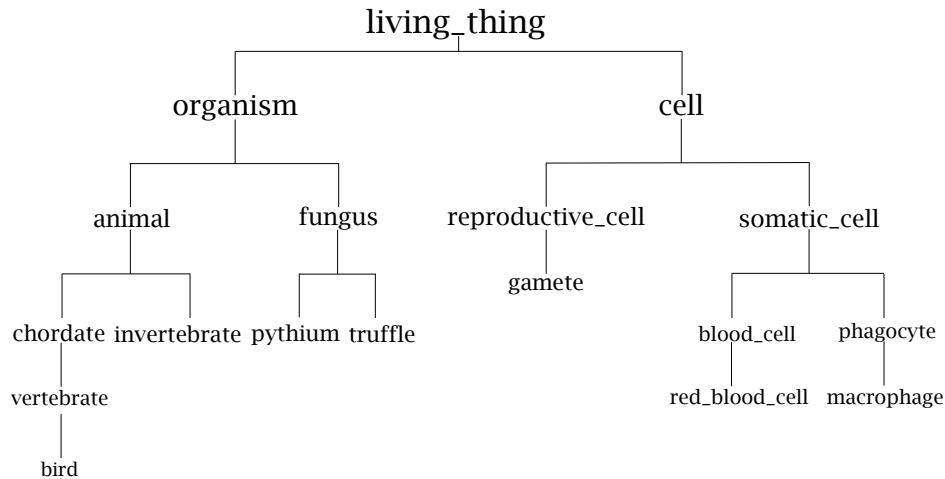 living_thing
organism cell
animal fungus reproductive_cell somatic_cell
gamete
chordate invertebrate pythium truffle blood_cell phagocyte
vertebrate red_blood_cell macrophage
bird